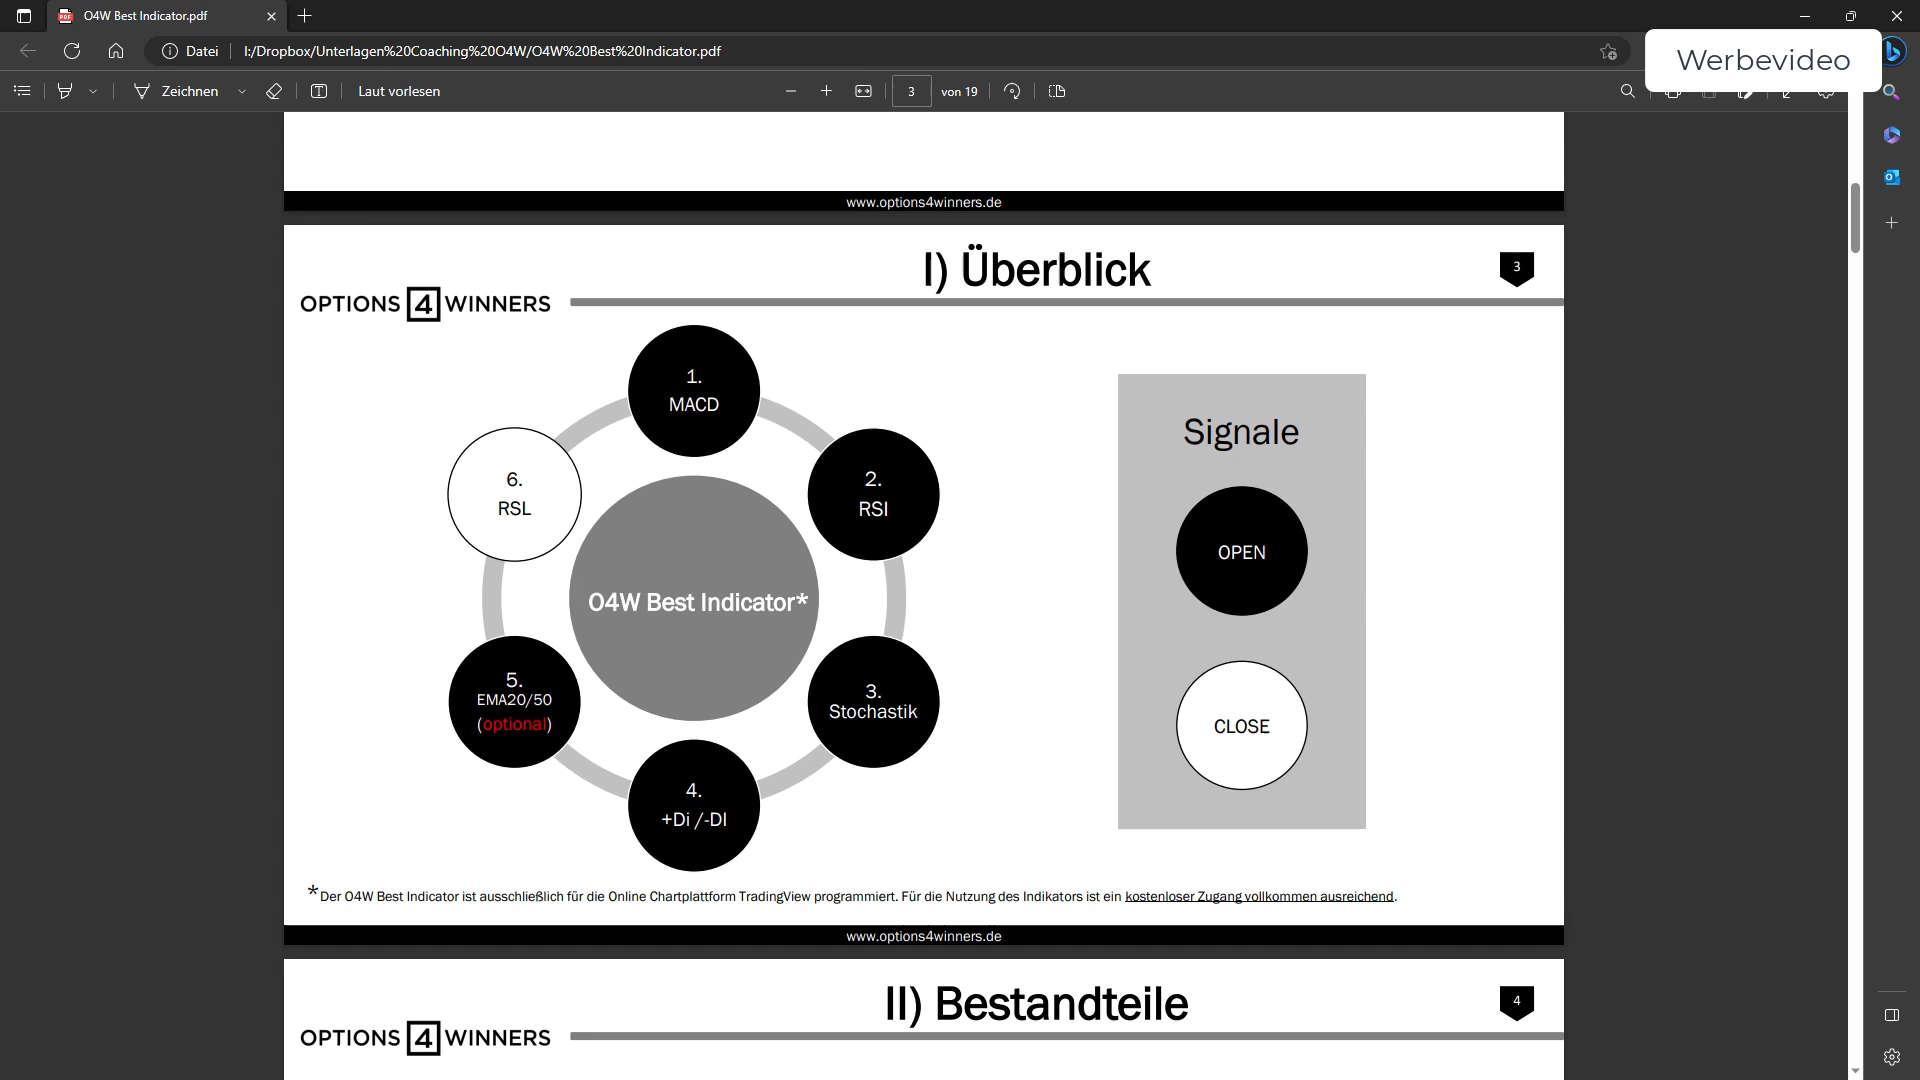 O4W Best Indicator.pdf
Datei
I:/Dropbox/Unterlagen%20Coaching%20O4W/O4W%20Best%20Indicator.pdf
Werbevideo
Zeichnen
Laut vorlesen
3
von 19
www.options4winners.de
I) Überblick
3
OPTIONS 4 WINNERS
1.
MACD
2.
RSI
3.
Stochastik
4.
+Di /-DI
5.
EMA20/50
(optional)
6.
RSL
O4W Best Indicator*
Signale
OPEN
CLOSE
*Der O4W Best Indicator ist ausschließlich für die Online Chartplattform TradingView programmiert. Für die Nutzung des Indikators ist ein kostenloser Zugang vollkommen ausreichend.
www.options4winners.de
II) Bestandteile
4
OPTIONS 4 WINNERS